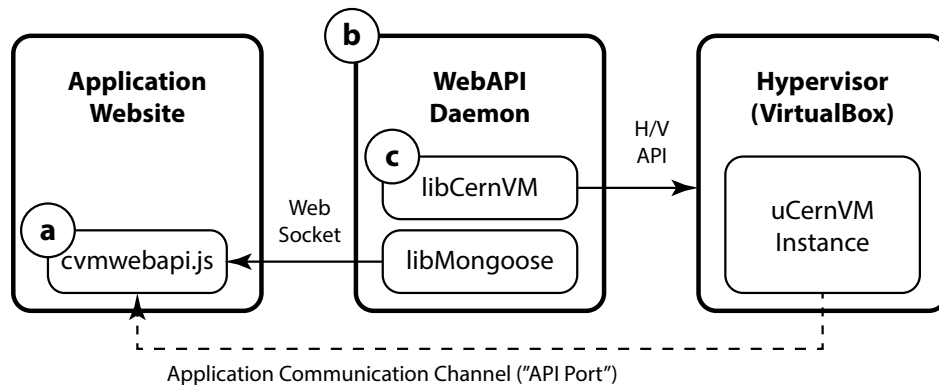 Application
Website
a
cvmwebapi.js
Web
Socket
b
WebAPI
Daemon
c
libCernVM
libMongoose
H/V
API
Hypervisor
(VirtualBox)
uCernVM
Instance
Application Communication Channel (”API Port”)